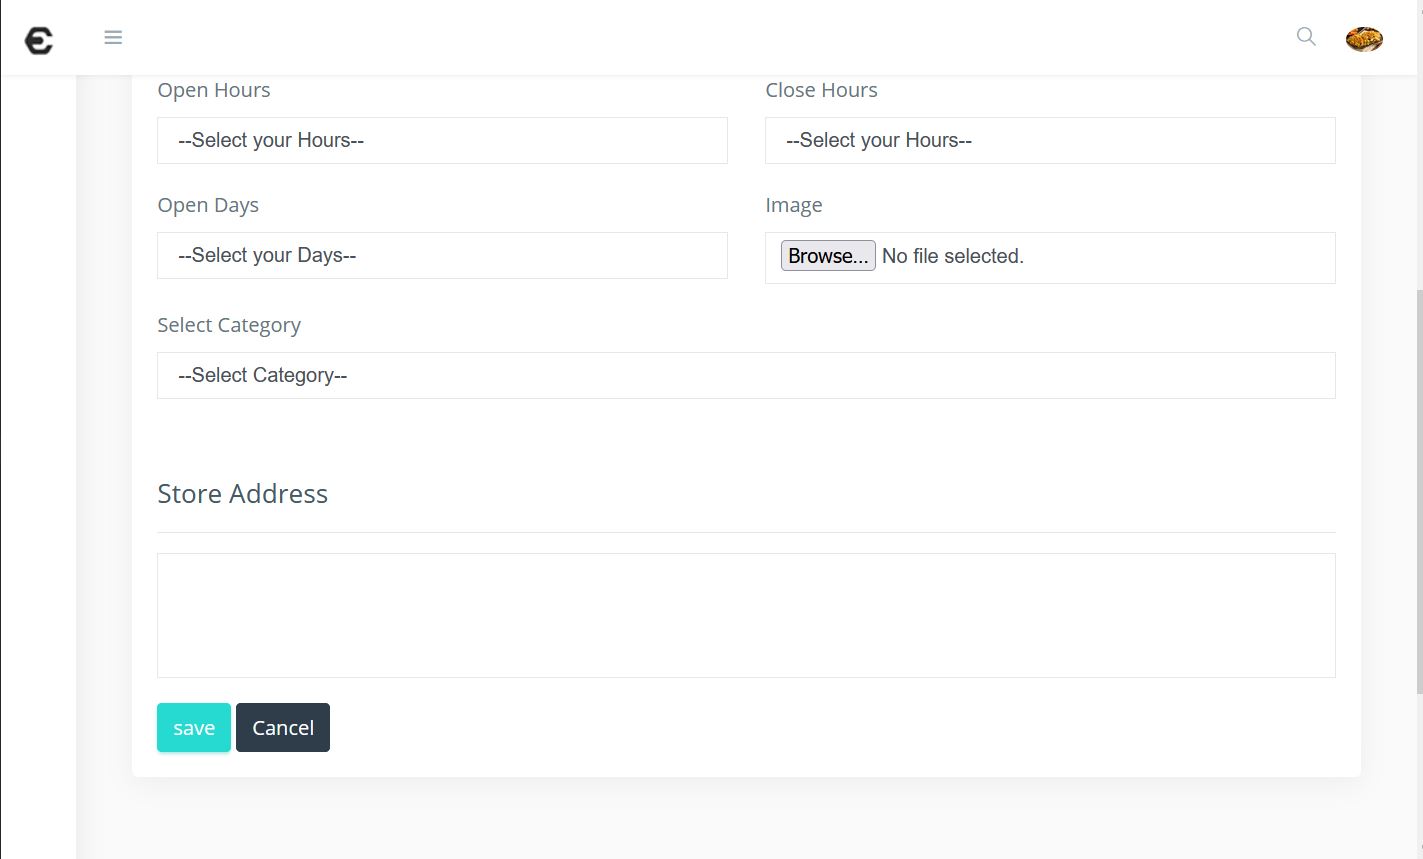 Open Hours
Close Hours
--Select your Hours--
--Select your Hours--
Open Days
Image
--Select your Days--
Browse... No file selected.
Select Category
--Select Category--
Store Address
save
Cancel